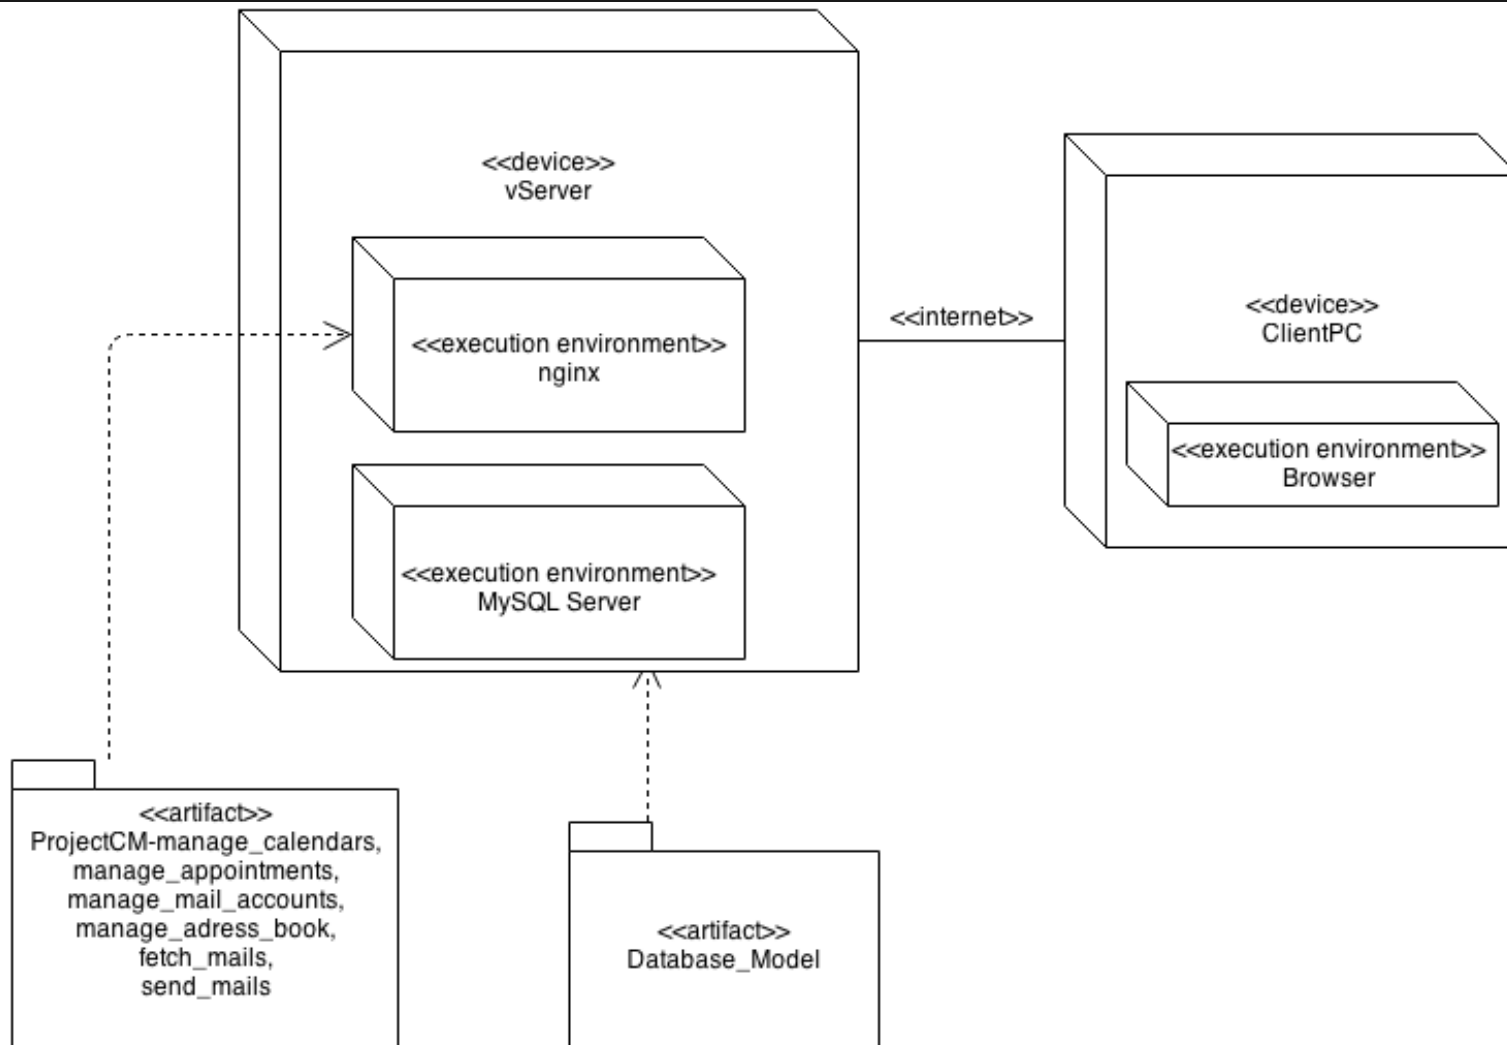 <<device>>
vServer
<<execution environment>>
nginx
<<execution environment>>
MySQL Server
<<internet>>
<<device>>
ClientPC
<<execution environment>>
Browser
<<artifact>>
ProjectCM-manage_calendars,
manage_appointments,
manage_mail_accounts,
manage_adress_book,
fetch_mails,
send_mails
<<artifact>>
Database_Model